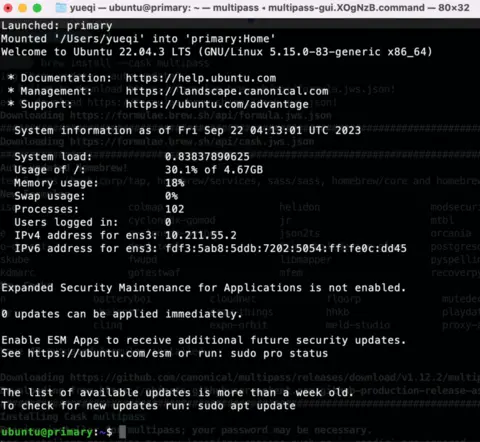 yueqi — ubuntu@primary: ~ — multipass ‹ multipass-gui.XOgNzB.command — 80×32
Launched: primary
Mounted '/Users/yueqi' into 'primary:Home'
Welcome to Ubuntu 22.04.3 LTS (GNU/Linux 5.15.0-83-generic x86_64)
* Documentation: https://help.ubuntu.com
* Management: https://landscape.canonical.com
* Support: https://ubuntu.com/advantage
System information as of Fri Sep 22 04:13:01 UTC 2023
System load: 0.83837890625
Usage of /: 30.1% of 4.67GB
Memory usage: 18%
Swap usage: 0%
Processes: 102
Users logged in: 0
IPv4 address for ens3: 10.211.55.2
IPv6 address for ens3: fdf3:5ab8:5ddb:7202:5054:ff:fe0c:dd45
Expanded Security Maintenance for Applications is not enabled.
0 updates can be applied immediately.
Enable ESM Apps to receive additional future security updates.
See https://ubuntu.com/esm or run: sudo pro status
The list of available updates is more than a week old.
To check for new updates run: sudo apt update
ubuntu@primary:~$